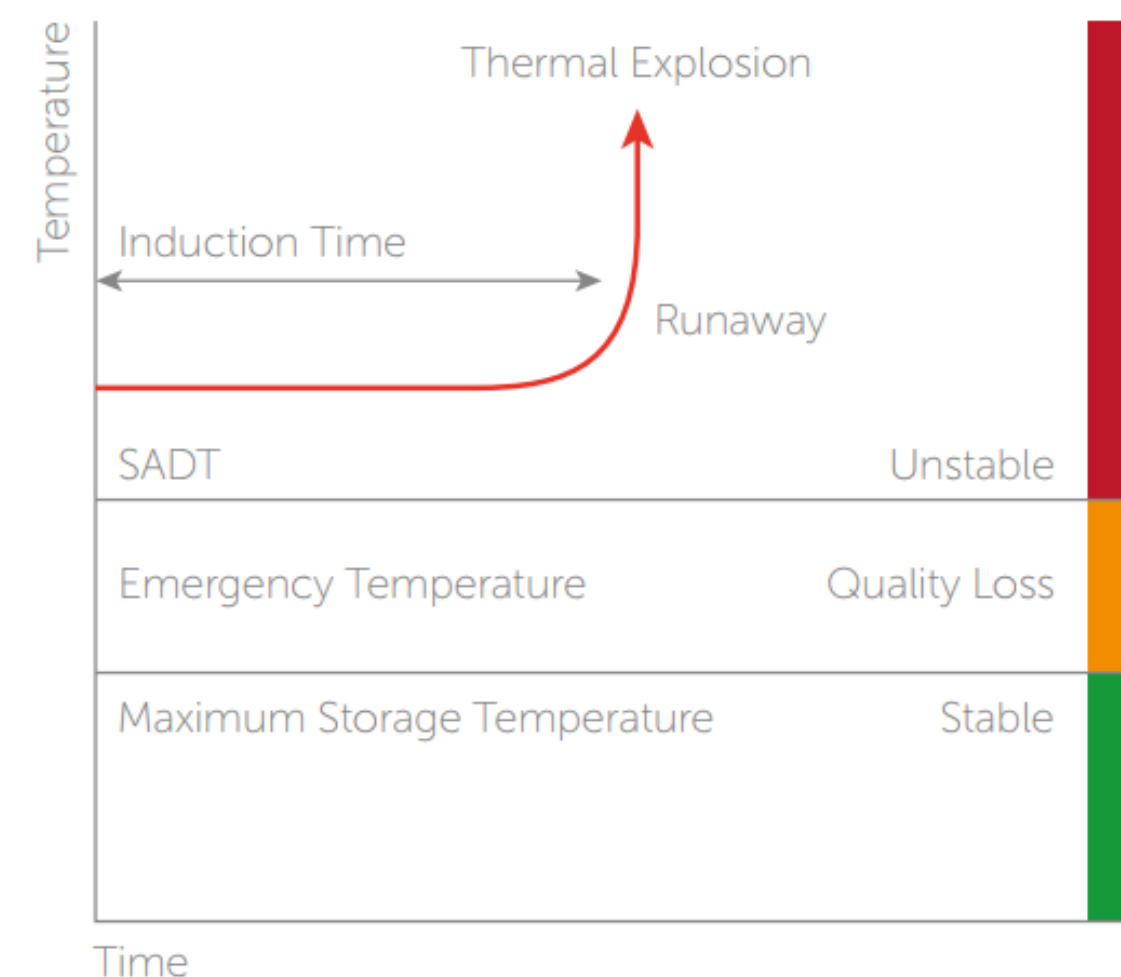 Temperature
Thermal Explosion
Induction Time
Runaway
SADT
Unstable
Emergency Temperature
Quality Loss
Maximum Storage Temperature
Stable
Time